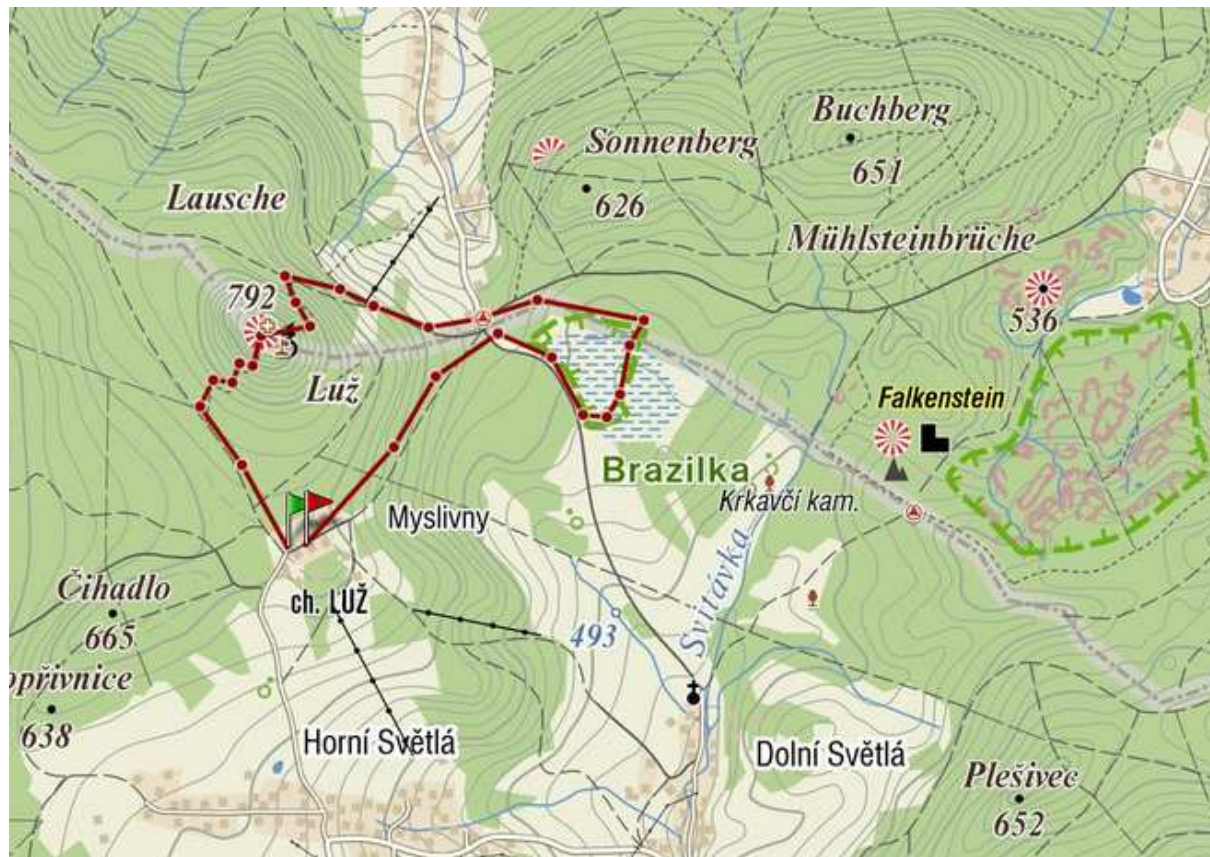 Buchberg
651
Sonnenberg
626
Lausche
Mühlsteinbrüche
792
536
Luž
Falkenstein
Brazilka
Krkavčí kam.
Myslivny
Svitávka
Čihadlo
665
ch. LUŽ
493
opřivnice
638
Horní Světlá
Dolní Světlá
Plešivec
652